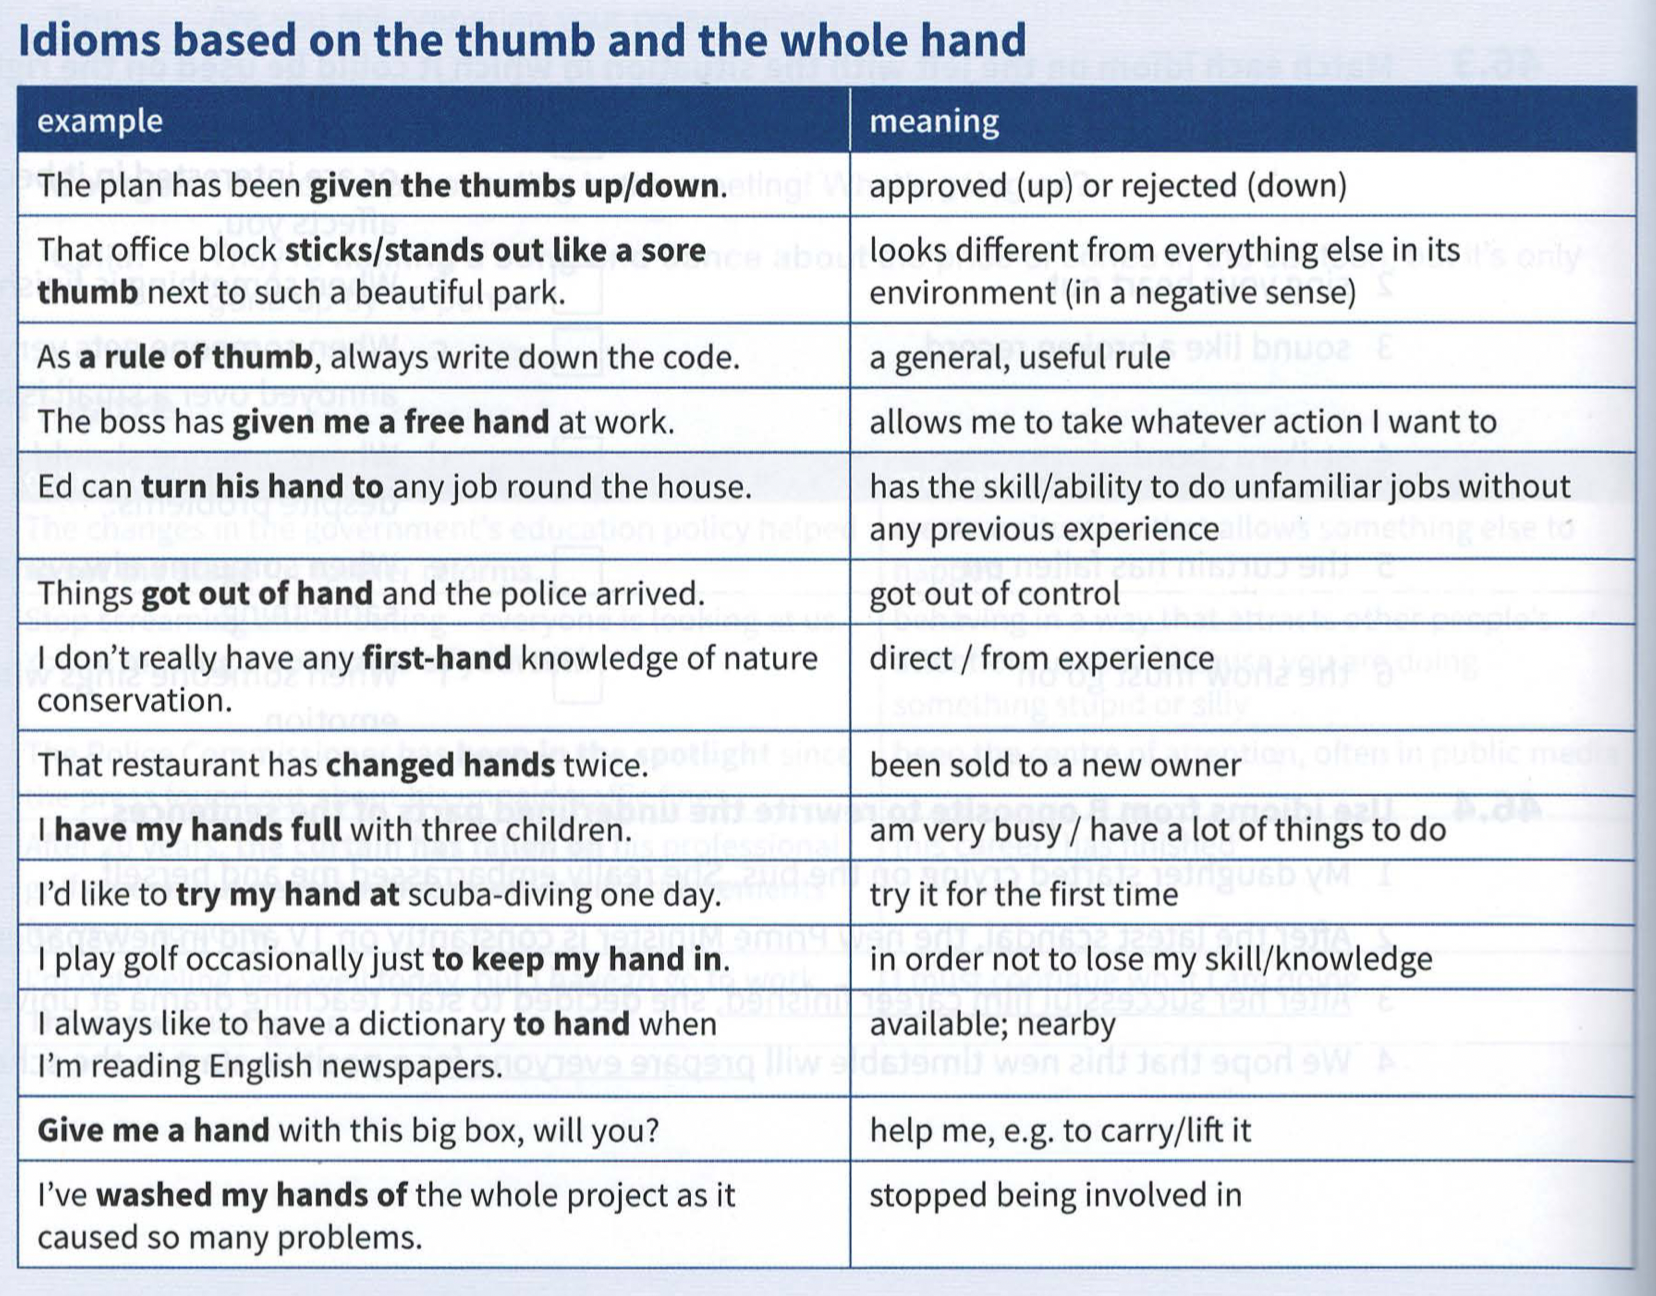 Idioms based on the thumb and the whole hand
example
meaning
The plan has been given the thumbs up/down.
approved (up) or rejected (down)
That office block sticks/stands out like a sore
thumb next to such a beautiful park.
looks different from everything else in its
environment (in a negative sense)
As a rule of thumb, always write down the code.
a general, useful rule
The boss has given me a free hand at work.
allows me to take whatever action I want to
Ed can turn his hand to any job round the house.
has the skill/ability to do unfamiliar jobs without
any previous experience
Things got out of hand and the police arrived.
got out of control
I don't really have any first-hand knowledge of nature
conservation.
direct / from experience
That restaurant has changed hands twice.
been sold to a new owner
I have my hands full with three children.
am very busy / have a lot of things to do
I'd like to try my hand at scuba-diving one day.
try it for the first time
I play golf occasionally just to keep my hand in.
in order not to lose my skill/knowledge
I always like to have a dictionary to hand when
I'm reading English newspapers.
available; nearby
Give me a hand with this big box, will you?
help me, e.g. to carry/lift it
I've washed my hands of the whole project as it
caused so many problems.
stopped being involved in